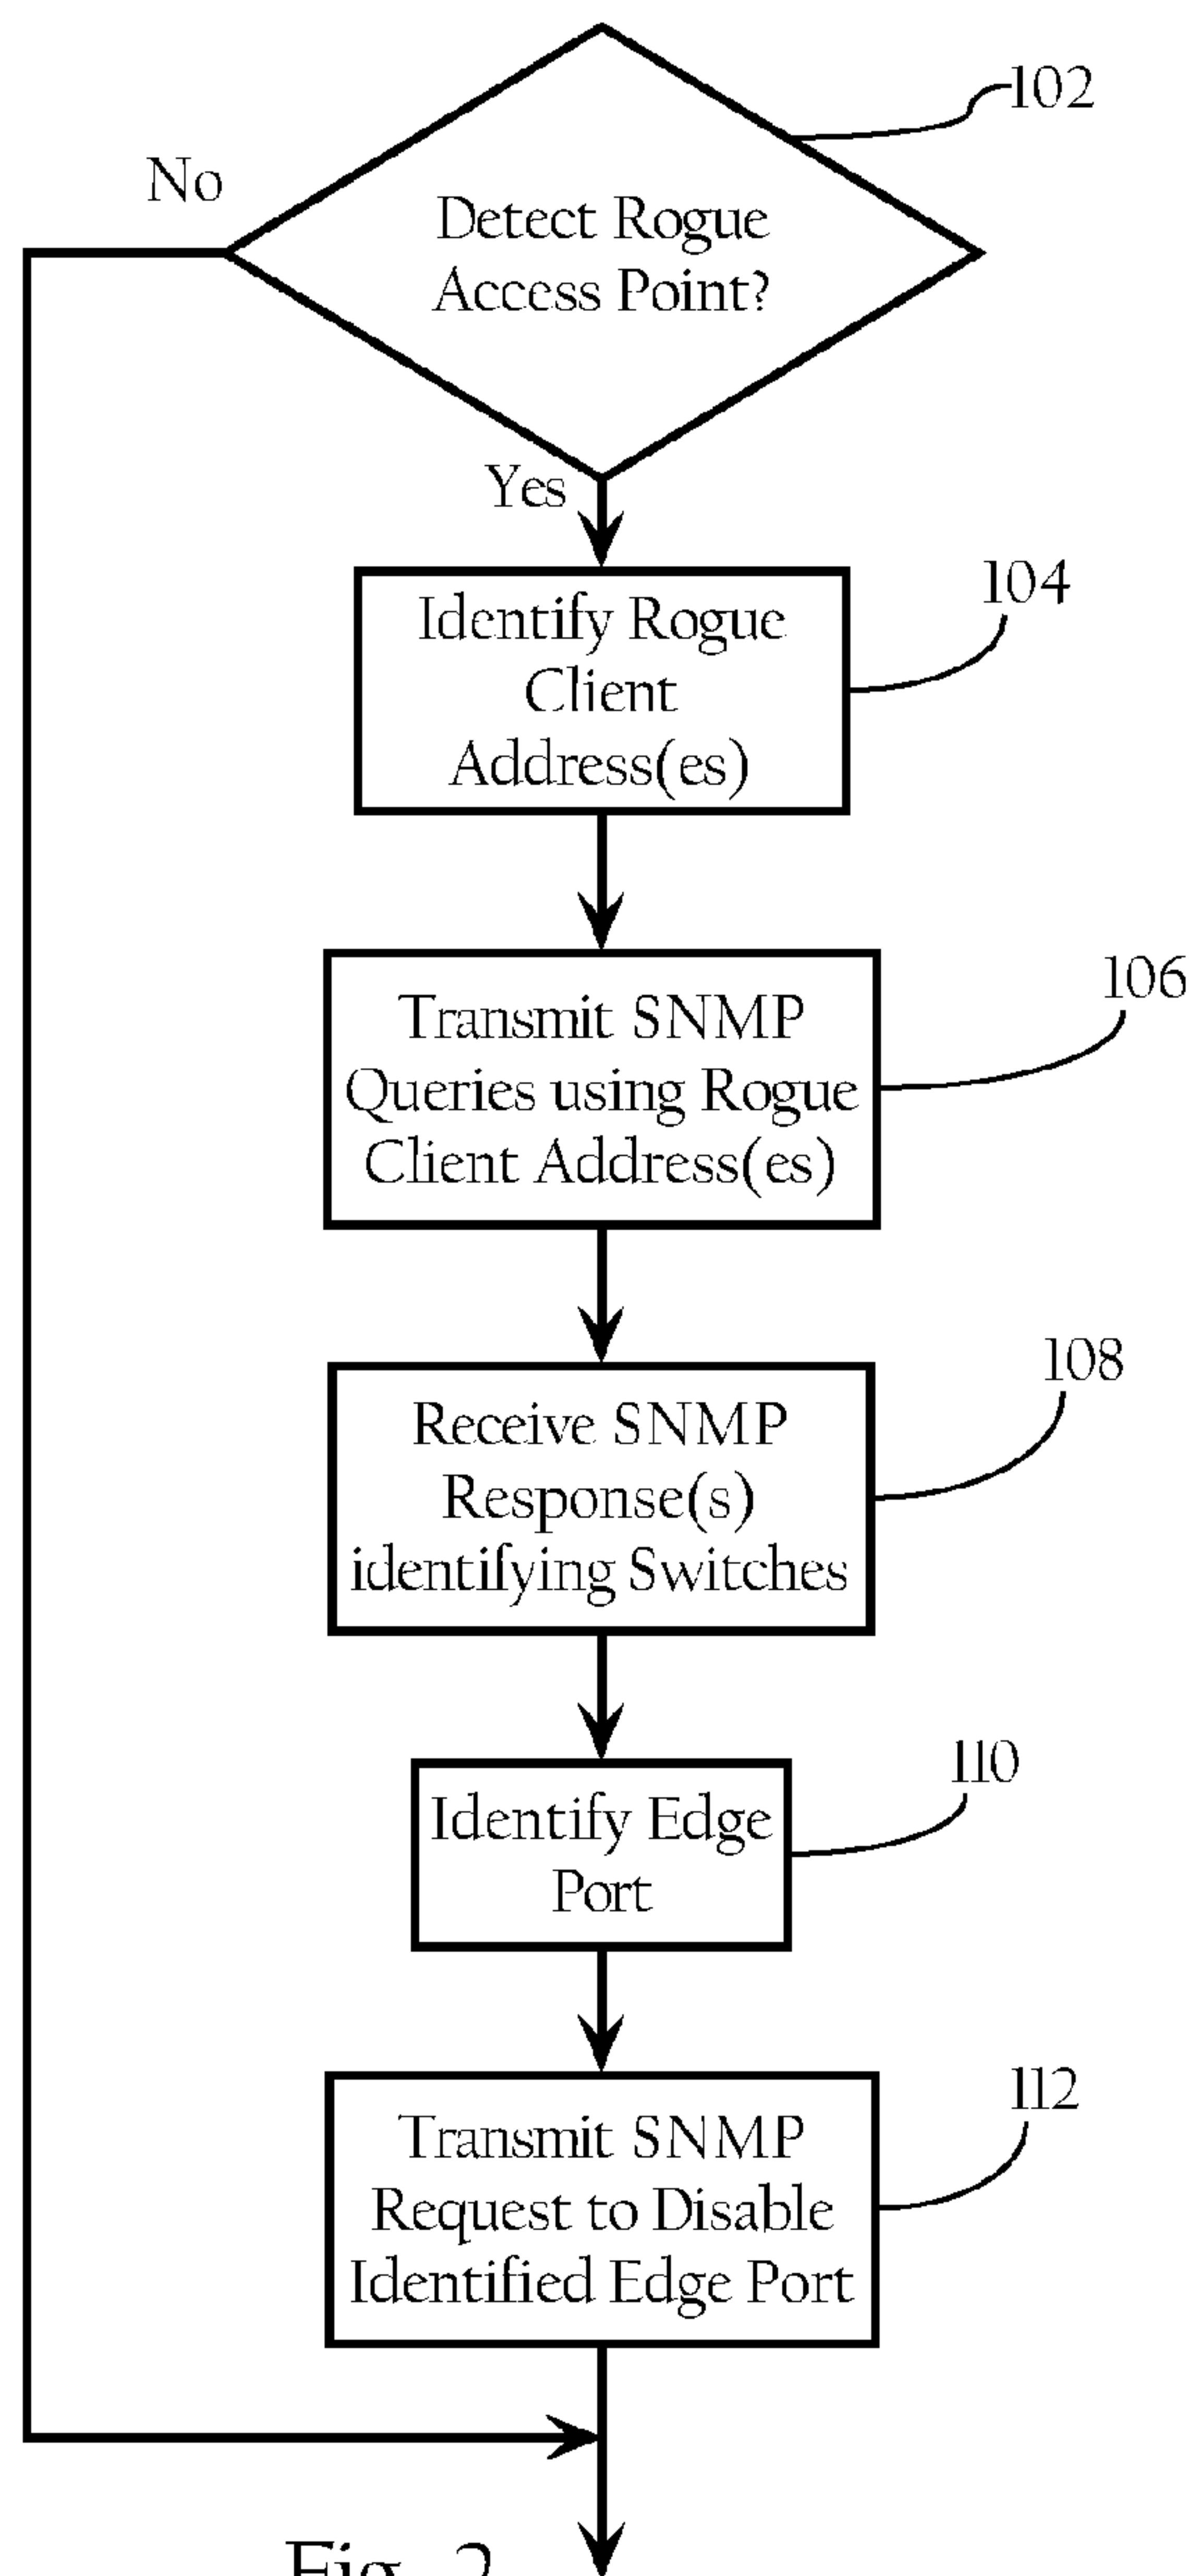 102
No
Detect Rogue
Access Point?
Yes
104
Identify Rogue
Client
Address(es)
106
Transmit SNMP
Queries using Rogue
Client Address(es)
108
Receive SNMP
Response(s)
identifying Switches
110
Identify Edge
Port
112
Transmit SNMP
Request to Disable
Identified Edge Port
Fig. 2